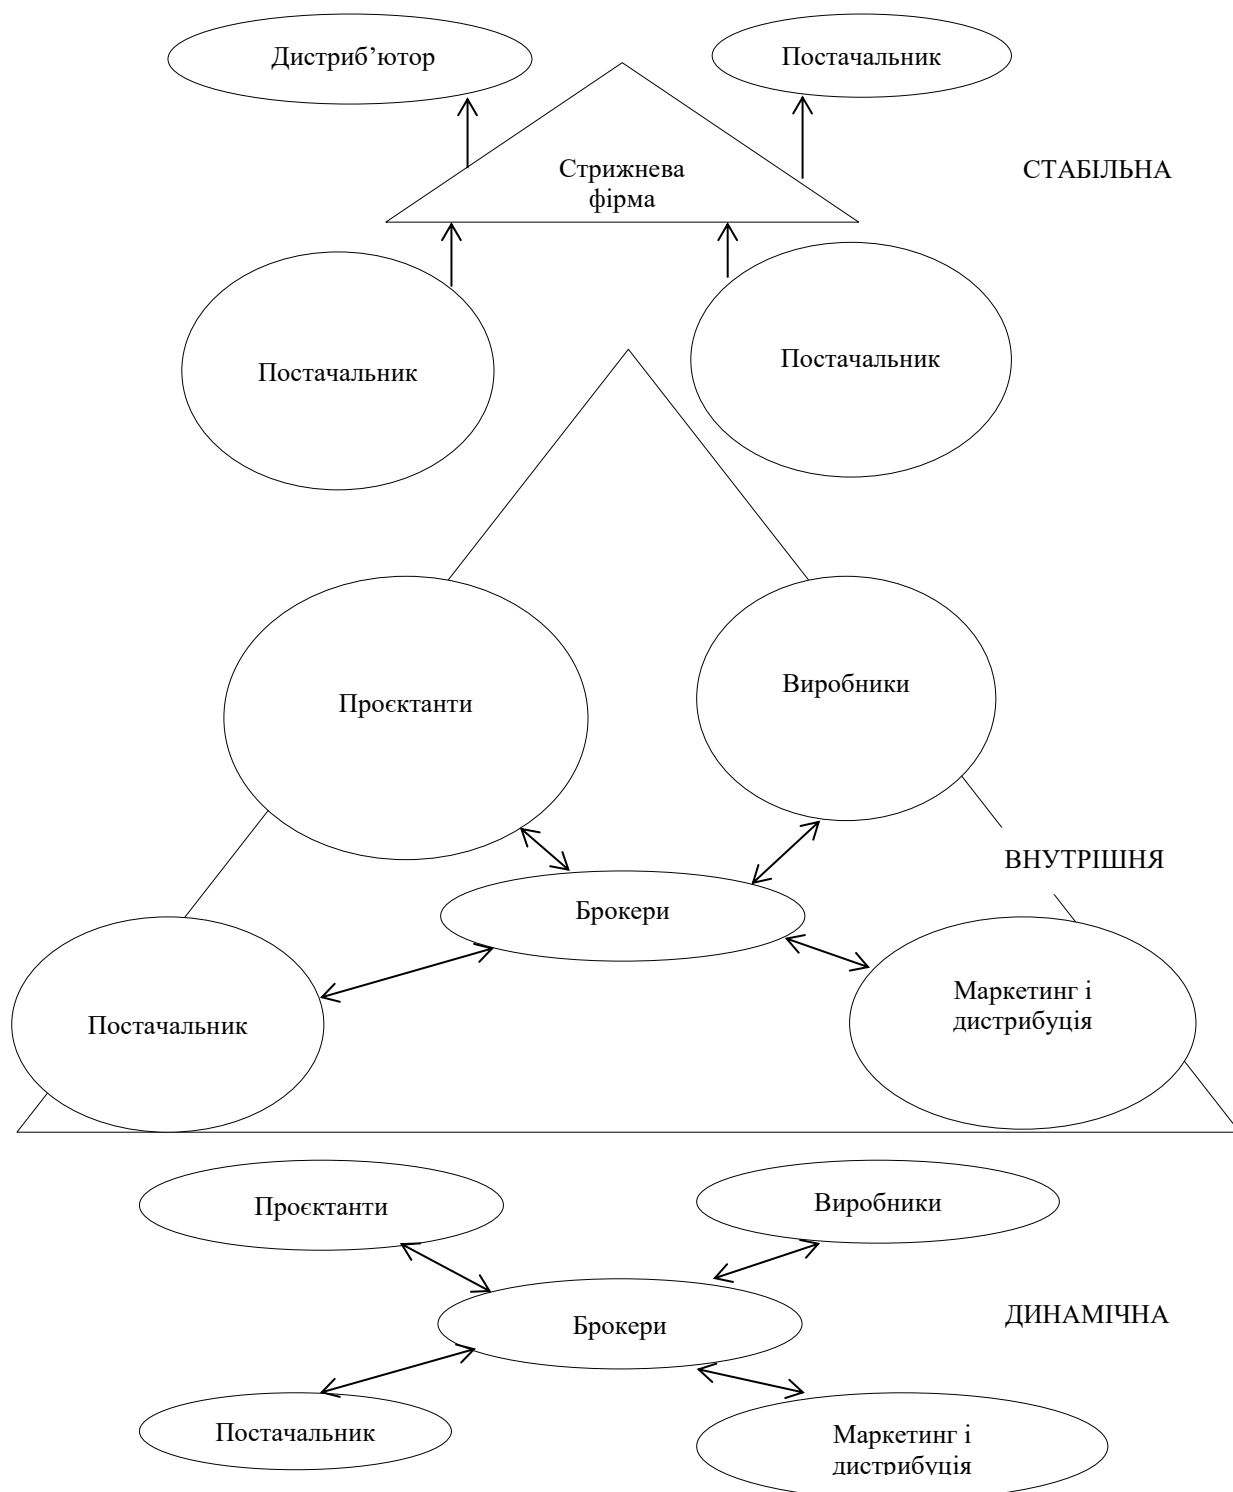 Дистриб’ютор
Постачальник
СТАБІЛЬНА
Стрижнева
фірма
Постачальник
Постачальник
Проєктанти
Виробники
ВНУТРІШНЯ
Брокери
Постачальник
Маркетинг і
дистрибуція
Проєктанти
Виробники
Брокери
ДИНАМІЧНА
Постачальник
Маркетинг і
дистрибуція